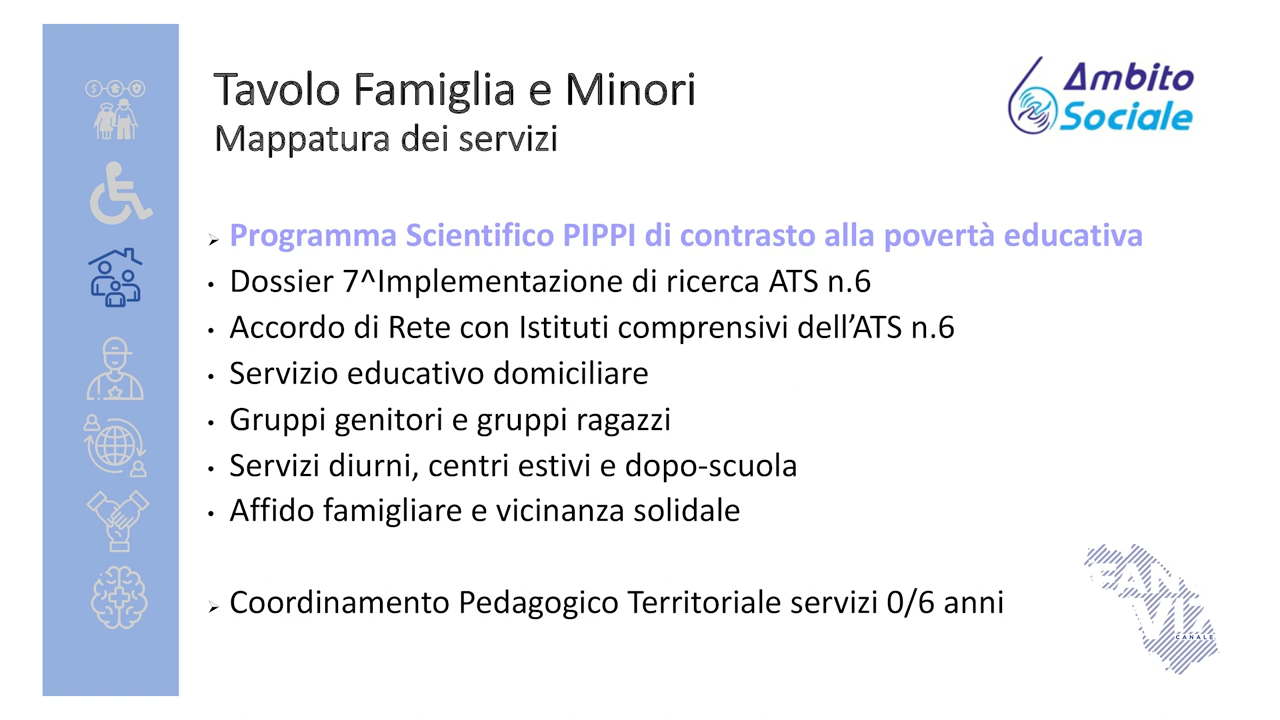 Tavolo Famiglia e Minori
Mappatura dei servizi
Ambito
Sociale
Programma Scientifico PIPPI di contrasto alla povertà educativa
Dossier 7^Implementazione di ricerca ATS n.6
Accordo di Rete con Istituti comprensivi dell’ATS n.6
Servizio educativo domiciliare
Gruppi genitori e gruppi ragazzi
Servizi diurni, centri estivi e dopo-scuola
Affido famigliare e vicinanza solidale
Coordinamento Pedagogico Territoriale servizi 0/6 anni
CANALE